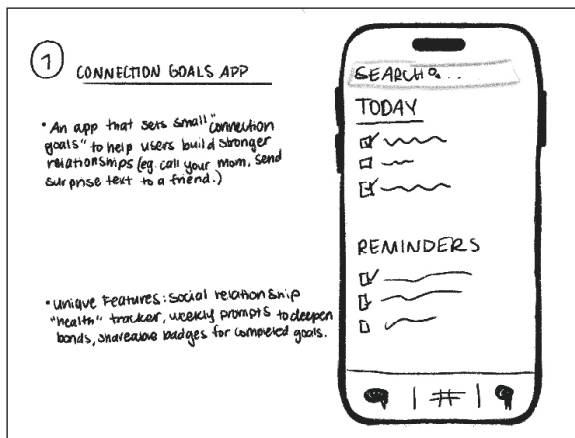 1
CONNECTION GOALS APP
• An app that sets small "connection
goals" to help users build stronger
relationships (eg. call your mom, send
surprise text to a friend.)
• Unique Features: Social relationship
"health" tracker, weekly prompts to deepen
bonds, shareable badges for completed goals.
SEARCH...
TODAY
REMINDERS